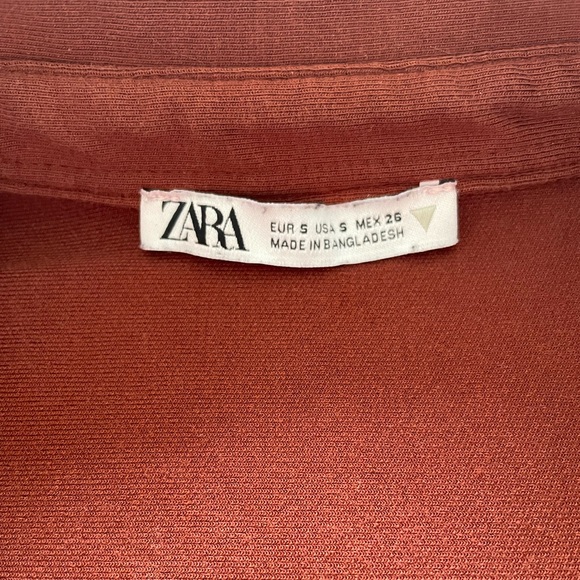 ZARA
EUR S USA S MEX 26
MADE IN BANGLADESH